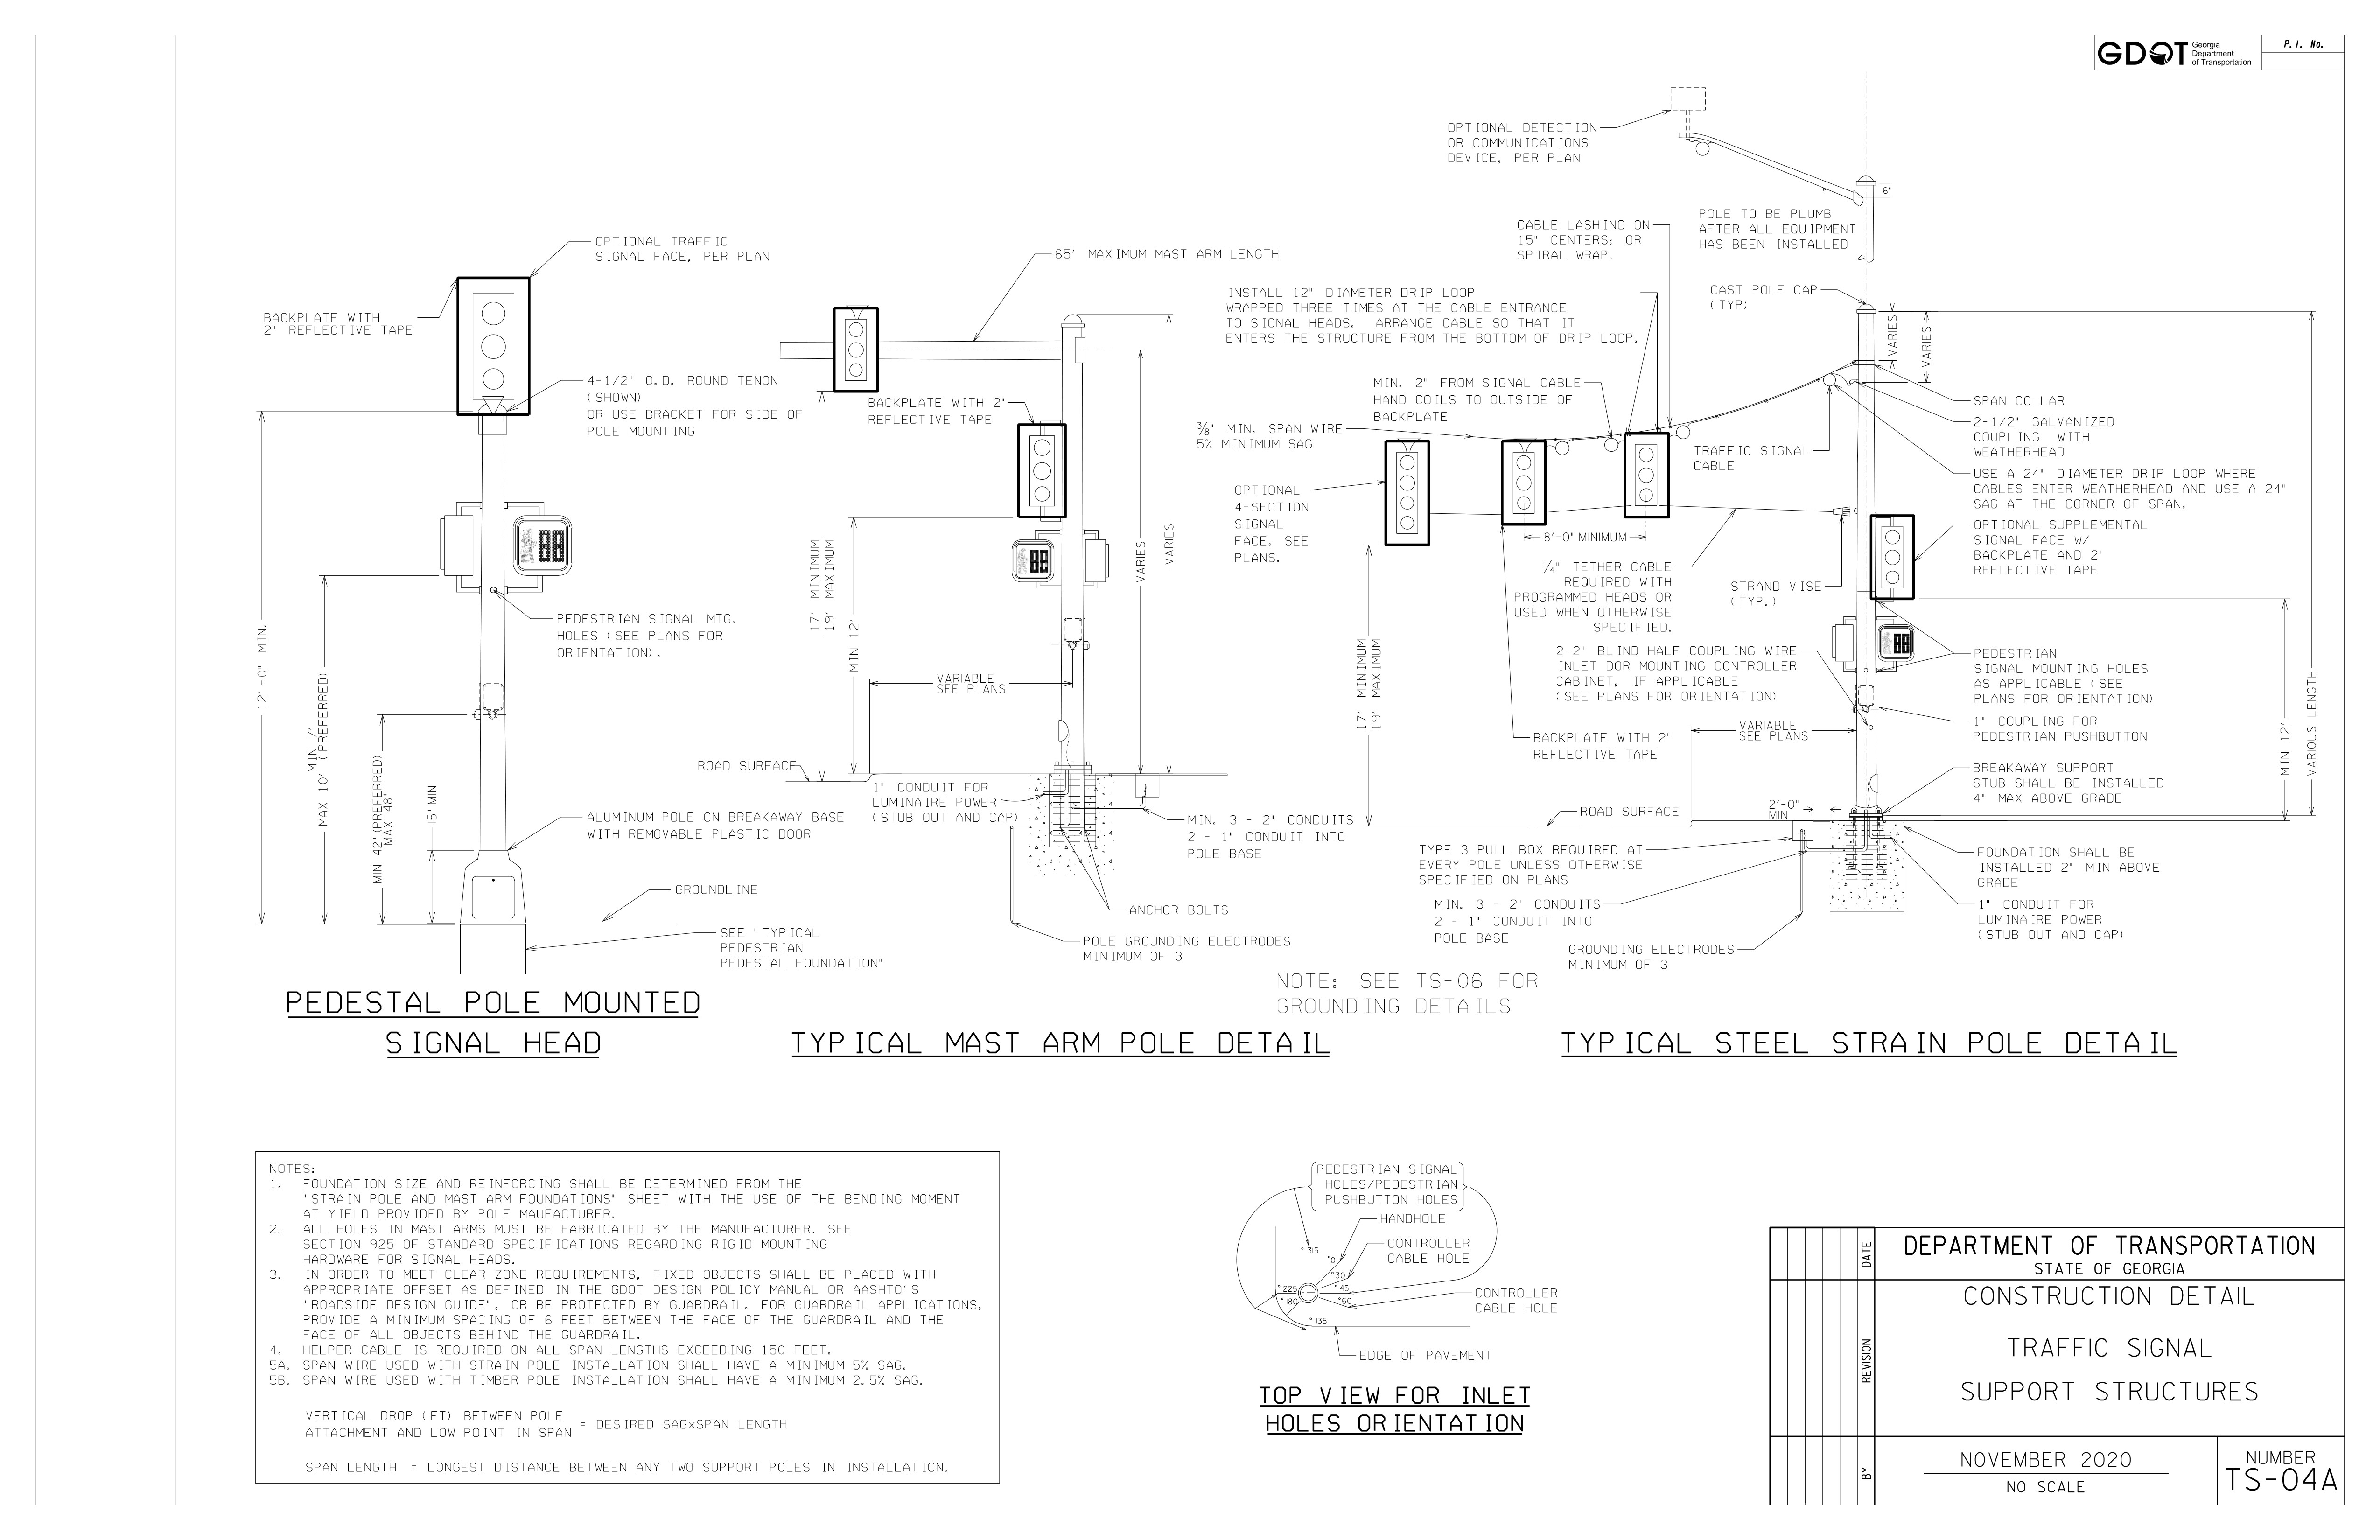 GDOT
Georgia
Department
of Transportation
P. I. No.
OPTIONAL DETECTION
OR COMMUNICATIONS
DEVICE, PER PLAN
6"
POLE TO BE PLUMB
AFTER ALL EQUIPMENT
HAS BEEN INSTALLED
CABLE LASHING ON
15" CENTERS; OR
SPIRAL WRAP.
OPTIONAL TRAFFIC
SIGNAL FACE, PER PLAN
BACKPLATE WITH
2" REFLECTIVE TAPE
4-1/2" O.D. ROUND TENON
(SHOWN)
OR USE BRACKET FOR SIDE OF
POLE MOUNTING
88
PEDESTRIAN SIGNAL MTG.
HOLES (SEE PLANS FOR
ORIENTATION).
12'-0" MIN.
MIN 7'
MAX 10' (PREFERRED)
MIN 42"(PREFERRED)
MAX 48"
15" MIN
ALUMINUM POLE ON BREAKAWAY BASE
WITH REMOVABLE PLASTIC DOOR
GROUNDLINE
SEE "TYPICAL
PEDESTRIAN
PEDESTAL FOUNDATION"
PEDESTAL POLE MOUNTED
SIGNAL HEAD
65' MAXIMUM MAST ARM LENGTH
BACKPLATE WITH 2"
REFLECTIVE TAPE
88
17' MINIMUM
19' MAXIMUM
MIN 12'
VARIES
VARIES
VARIABLE
SEE PLANS
ROAD SURFACE
1" CONDUIT FOR
LUMINAIRE POWER
(STUB OUT AND CAP)
MIN. 3 - 2" CONDUITS
2 - 1" CONDUIT INTO
POLE BASE
ANCHOR BOLTS
POLE GROUNDING ELECTRODES
MINIMUM OF 3
TYPICAL MAST ARM POLE DETAIL
INSTALL 12" DIAMETER DRIP LOOP
WRAPPED THREE TIMES AT THE CABLE ENTRANCE
TO SIGNAL HEADS. ARRANGE CABLE SO THAT IT
ENTERS THE STRUCTURE FROM THE BOTTOM OF DRIP LOOP.
CAST POLE CAP
(TYP)
VARIES
VARIES
MIN. 2" FROM SIGNAL CABLE
HAND COILS TO OUTSIDE OF
BACKPLATE
3/8" MIN. SPAN WIRE
5% MINIMUM SAG
TRAFFIC SIGNAL
CABLE
OPTIONAL
4-SECTION
SIGNAL
FACE. SEE
PLANS.
8'-0" MINIMUM
1/4" TETHER CABLE
REQUIRED WITH
PROGRAMMED HEADS OR
USED WHEN OTHERWISE
SPECIFIED.
STRAND VISE
(TYP.)
2-2" BLIND HALF COUPLING WIRE
INLET DOR MOUNTING CONTROLLER
CABINET, IF APPLICABLE
(SEE PLANS FOR ORIENTATION)
17' MINIMUM
19' MAXIMUM
BACKPLATE WITH 2"
REFLECTIVE TAPE
VARIABLE
SEE PLANS
ROAD SURFACE
2'-0"
MIN
TYPE 3 PULL BOX REQUIRED AT
EVERY POLE UNLESS OTHERWISE
SPECIFIED ON PLANS
MIN. 3 - 2" CONDUITS
2 - 1" CONDUIT INTO
POLE BASE
GROUNDING ELECTRODES
MINIMUM OF 3
SPAN COLLAR
2-1/2" GALVANIZED
COUPLING WITH
WEATHERHEAD
USE A 24" DIAMETER DRIP LOOP WHERE
CABLES ENTER WEATHERHEAD AND USE A 24"
SAG AT THE CORNER OF SPAN.
OPTIONAL SUPPLEMENTAL
SIGNAL FACE W/
BACKPLATE AND 2"
REFLECTIVE TAPE
88
PEDESTRIAN
SIGNAL MOUNTING HOLES
AS APPLICABLE (SEE
PLANS FOR ORIENTATION)
1" COUPLING FOR
PEDESTRIAN PUSHBUTTON
BREAKAWAY SUPPORT
STUB SHALL BE INSTALLED
4" MAX ABOVE GRADE
FOUNDATION SHALL BE
INSTALLED 2" MIN ABOVE
GRADE
1" CONDUIT FOR
LUMINAIRE POWER
(STUB OUT AND CAP)
MIN 12'
VARIOUS LENGTH
NOTE: SEE TS-06 FOR
GROUNDING DETAILS
TYPICAL STEEL STRAIN POLE DETAIL
NOTES:
1. FOUNDATION SIZE AND REINFORCING SHALL BE DETERMINED FROM THE
"STRAIN POLE AND MAST ARM FOUNDATIONS" SHEET WITH THE USE OF THE BENDING MOMENT
AT YIELD PROVIDED BY POLE MAUFACTURER.
2. ALL HOLES IN MAST ARMS MUST BE FABRICATED BY THE MANUFACTURER. SEE
SECTION 925 OF STANDARD SPECIFICATIONS REGARDING RIGID MOUNTING
HARDWARE FOR SIGNAL HEADS.
3. IN ORDER TO MEET CLEAR ZONE REQUIREMENTS, FIXED OBJECTS SHALL BE PLACED WITH
APPROPRIATE OFFSET AS DEFINED IN THE GDOT DESIGN POLICY MANUAL OR AASHTO'S
"ROADSIDE DESIGN GUIDE", OR BE PROTECTED BY GUARDRAIL. FOR GUARDRAIL APPLICATIONS,
PROVIDE A MINIMUM SPACING OF 6 FEET BETWEEN THE FACE OF THE GUARDRAIL AND THE
FACE OF ALL OBJECTS BEHIND THE GUARDRAIL.
4. HELPER CABLE IS REQUIRED ON ALL SPAN LENGTHS EXCEEDING 150 FEET.
5A. SPAN WIRE USED WITH STRAIN POLE INSTALLATION SHALL HAVE A MINIMUM 5% SAG.
5B. SPAN WIRE USED WITH TIMBER POLE INSTALLATION SHALL HAVE A MINIMUM 2.5% SAG.
VERTICAL DROP (FT) BETWEEN POLE
ATTACHMENT AND LOW POINT IN SPAN = DESIRED SAGxSPAN LENGTH
SPAN LENGTH = LONGEST DISTANCE BETWEEN ANY TWO SUPPORT POLES IN INSTALLATION.
PEDESTRIAN SIGNAL
HOLES/PEDESTRIAN
PUSHBUTTON HOLES
HANDHOLE
CONTROLLER
CABLE HOLE
CONTROLLER
CABLE HOLE
°315
°0
°30
°45
°60
°225
°180
°135
EDGE OF PAVEMENT
TOP VIEW FOR INLET
HOLES ORIENTATION
DATE
REVISION
BY
DEPARTMENT OF TRANSPORTATION
STATE OF GEORGIA
CONSTRUCTION DETAIL
TRAFFIC SIGNAL
SUPPORT STRUCTURES
NOVEMBER 2020
NO SCALE
NUMBER
TS-04A